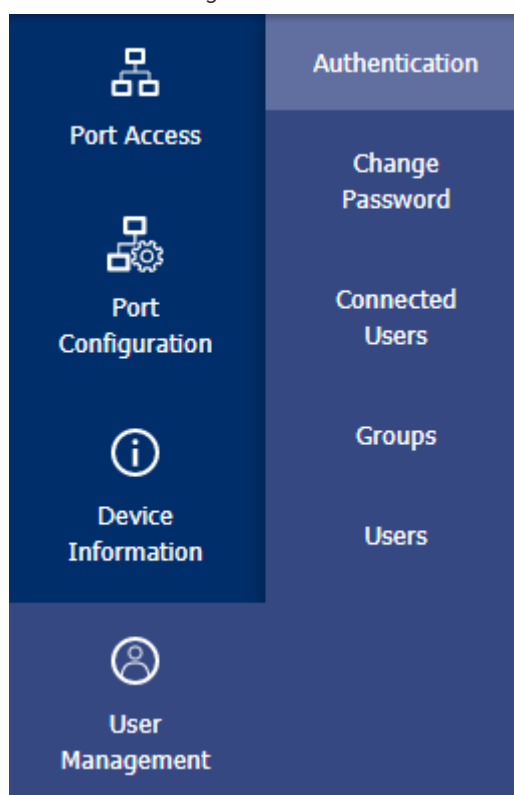 Port Access
Port
Configuration
Device
Information
User
Management
Authentication
Change
Password
Connected
Users
Groups
Users